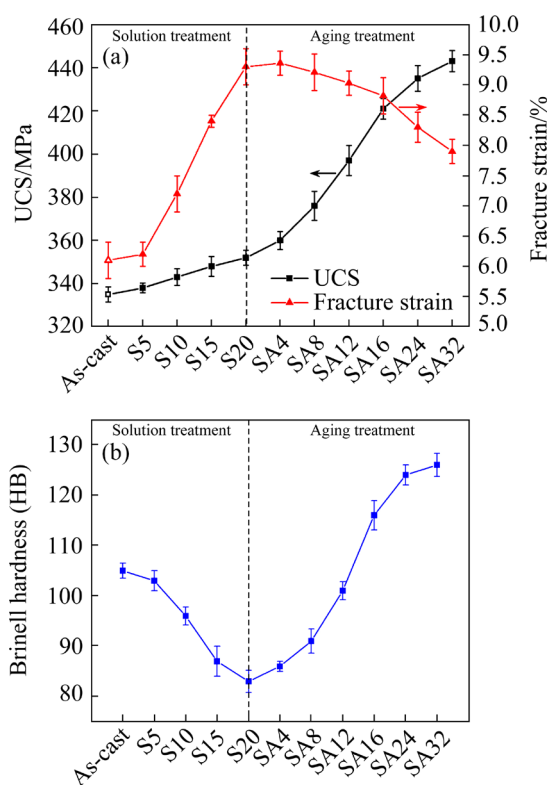 Solution treatment Aging treatment
(a)
UCS/MPa
460
440
420
400
380
360
340
320
Fracture strain/%
10.0
9.5
9.0
8.5
8.0
7.5
7.0
6.5
6.0
5.5
5.0
UCS
Fracture strain
As-cast S5 S10 S15 S20 SA4 SA8 SA12 SA16 SA24 SA32
Solution treatment Aging treatment
(b)
Brinell hardness (HB)
130
120
110
100
90
80
As-cast S5 S10 S15 S20 SA4 SA8 SA12 SA16 SA24 SA32